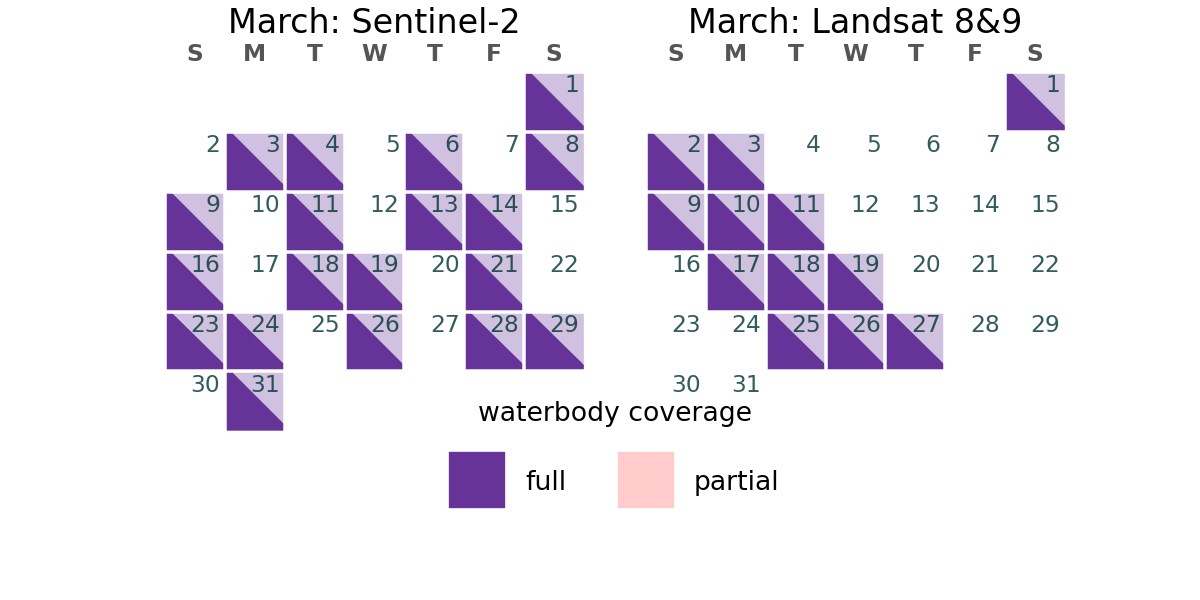 March: Sentinel-2
S M T W T F S
1
2 3 4 5 6 7 8
9 10 11 12 13 14 15
16 17 18 19 20 21 22
23 24 25 26 27 28 29
30 31
March: Landsat 8&9
S M T W T F S
1
2 3 4 5 6 7 8
9 10 11 12 13 14 15
16 17 18 19 20 21 22
23 24 25 26 27 28 29
30 31
waterbody coverage
full partial